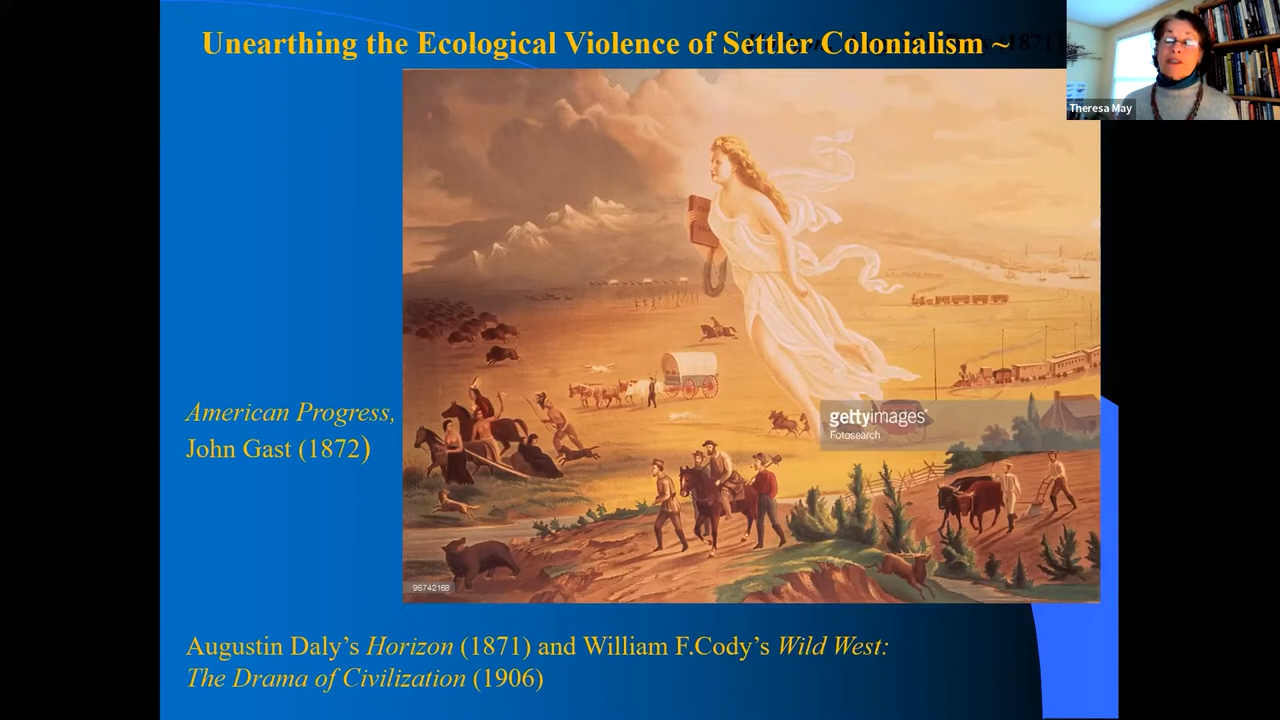 Unearthing the Ecological Violence of Settler Colonialism ~
(1871)
Theresa May
gettyimages®
Fotosearch
American Progress,
John Gast (1872)
96742168
Augustin Daly's Horizon (1871) and William F.Cody's Wild West:
The Drama of Civilization (1906)